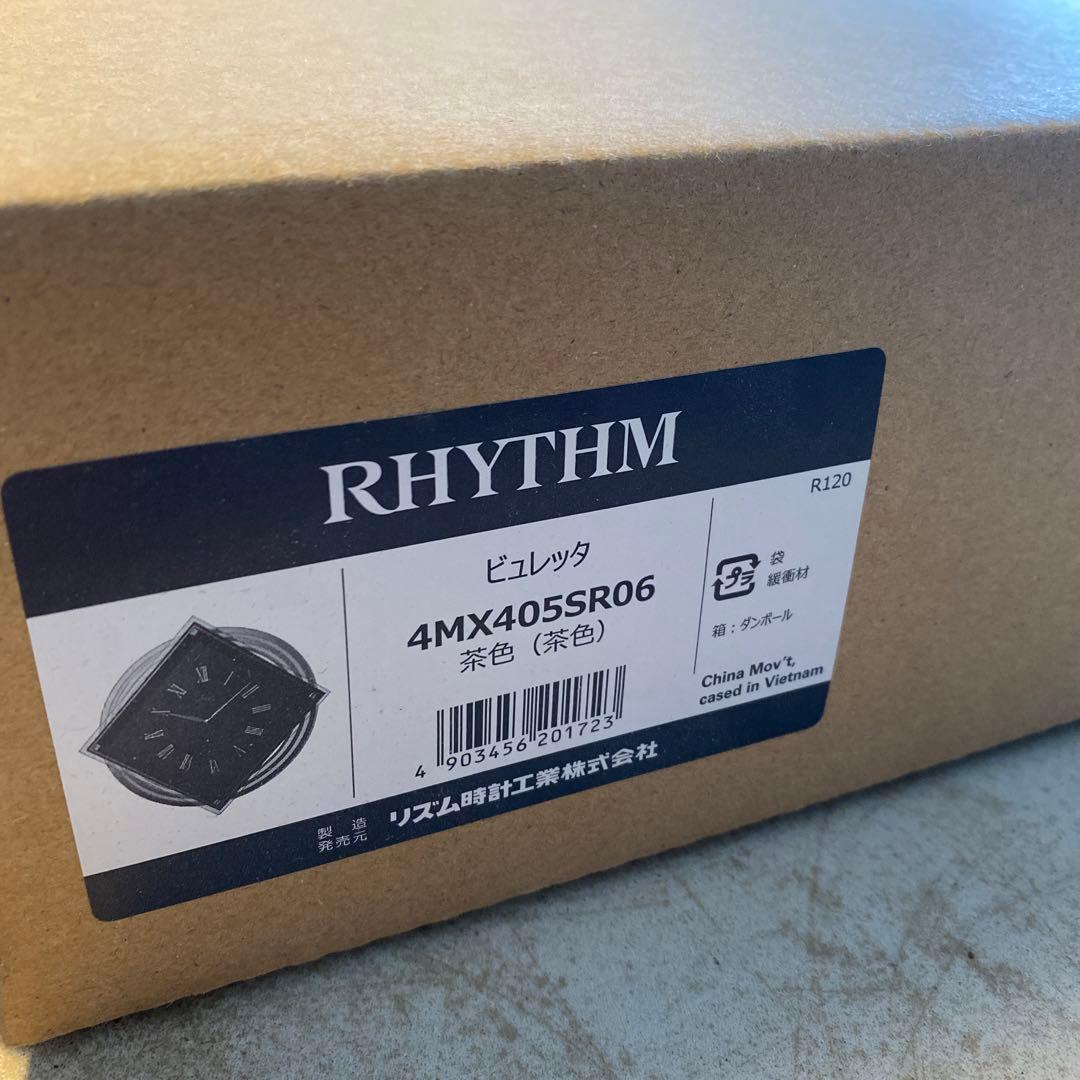 RHYTHM
R120
ビュレッタ
4MX405SR06
茶色（茶色）
4 903456 201723
プラ
袋
緩衝材
箱：ダンボール
China Mov't,
cased in Vietnam
製造
発売元
リズム時計工業株式会社